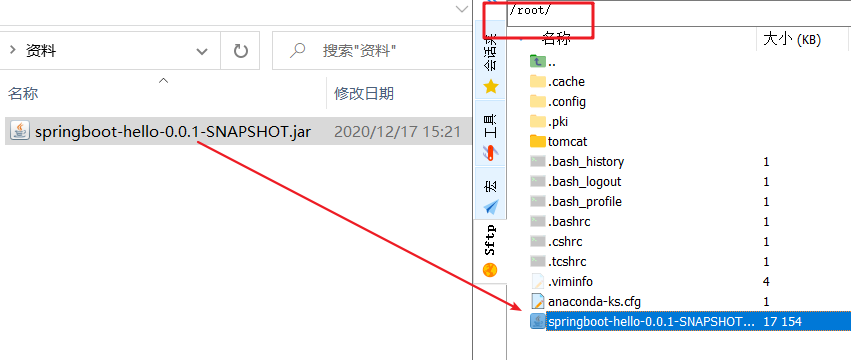 资料
搜索"资料"
名称
修改日期
springboot-hello-0.0.1-SNAPSHOT.jar
2020/12/17 15:21
/root/
会话夹
工具
宏
Sftp
名称
大小 (KB)
..
.cache
.config
.pki
tomcat
.bash_history 1
.bash_logout 1
.bash_profile 1
.bashrc 1
.cshrc 1
.tcshrc 1
.viminfo 4
anaconda-ks.cfg 1
springboot-hello-0.0.1-SNAPSHOT... 17 154